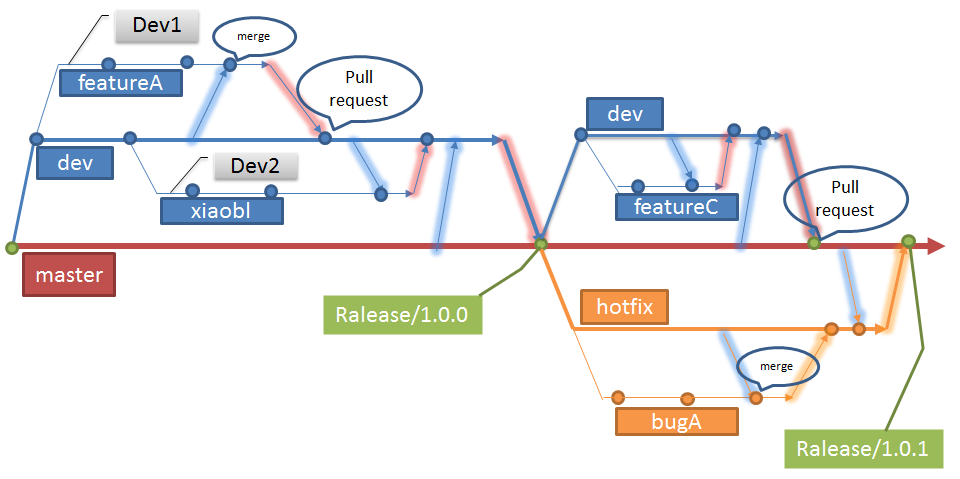 Dev1
merge
featureA
Pull
request
dev
dev
Dev2
xiaobl
featureC
Pull
request
master
Ralease/1.0.0
hotfix
merge
bugA
Ralease/1.0.1